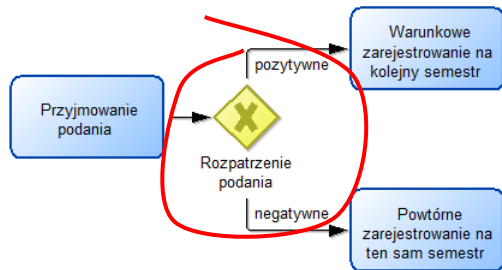 Warunkowe
zarejestrowanie na
kolejny semestr
pozytywne
Przyjmowanie
podania
Rozpatrzenie
podania
negatywne
Powtórne
zarejestrowanie na
ten sam semestr